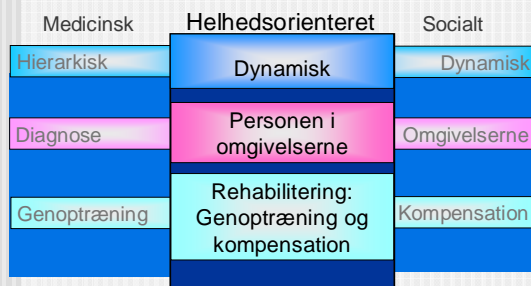 Medicinsk Helhedsorienteret Socialt
Hierarkisk Dynamisk Dynamisk
Diagnose Personen i omgivelserne Omgivelserne
Genoptræning Rehabilitering: Genoptræning og kompensation Kompensation